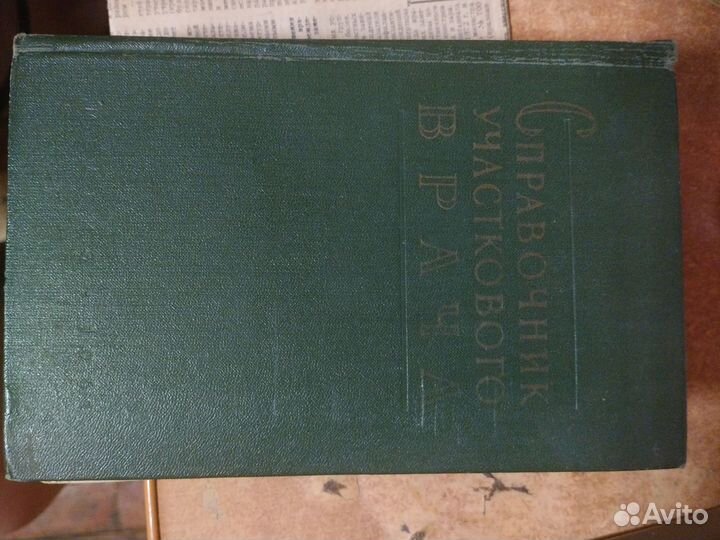 Справочник
участкового
врача
Avito